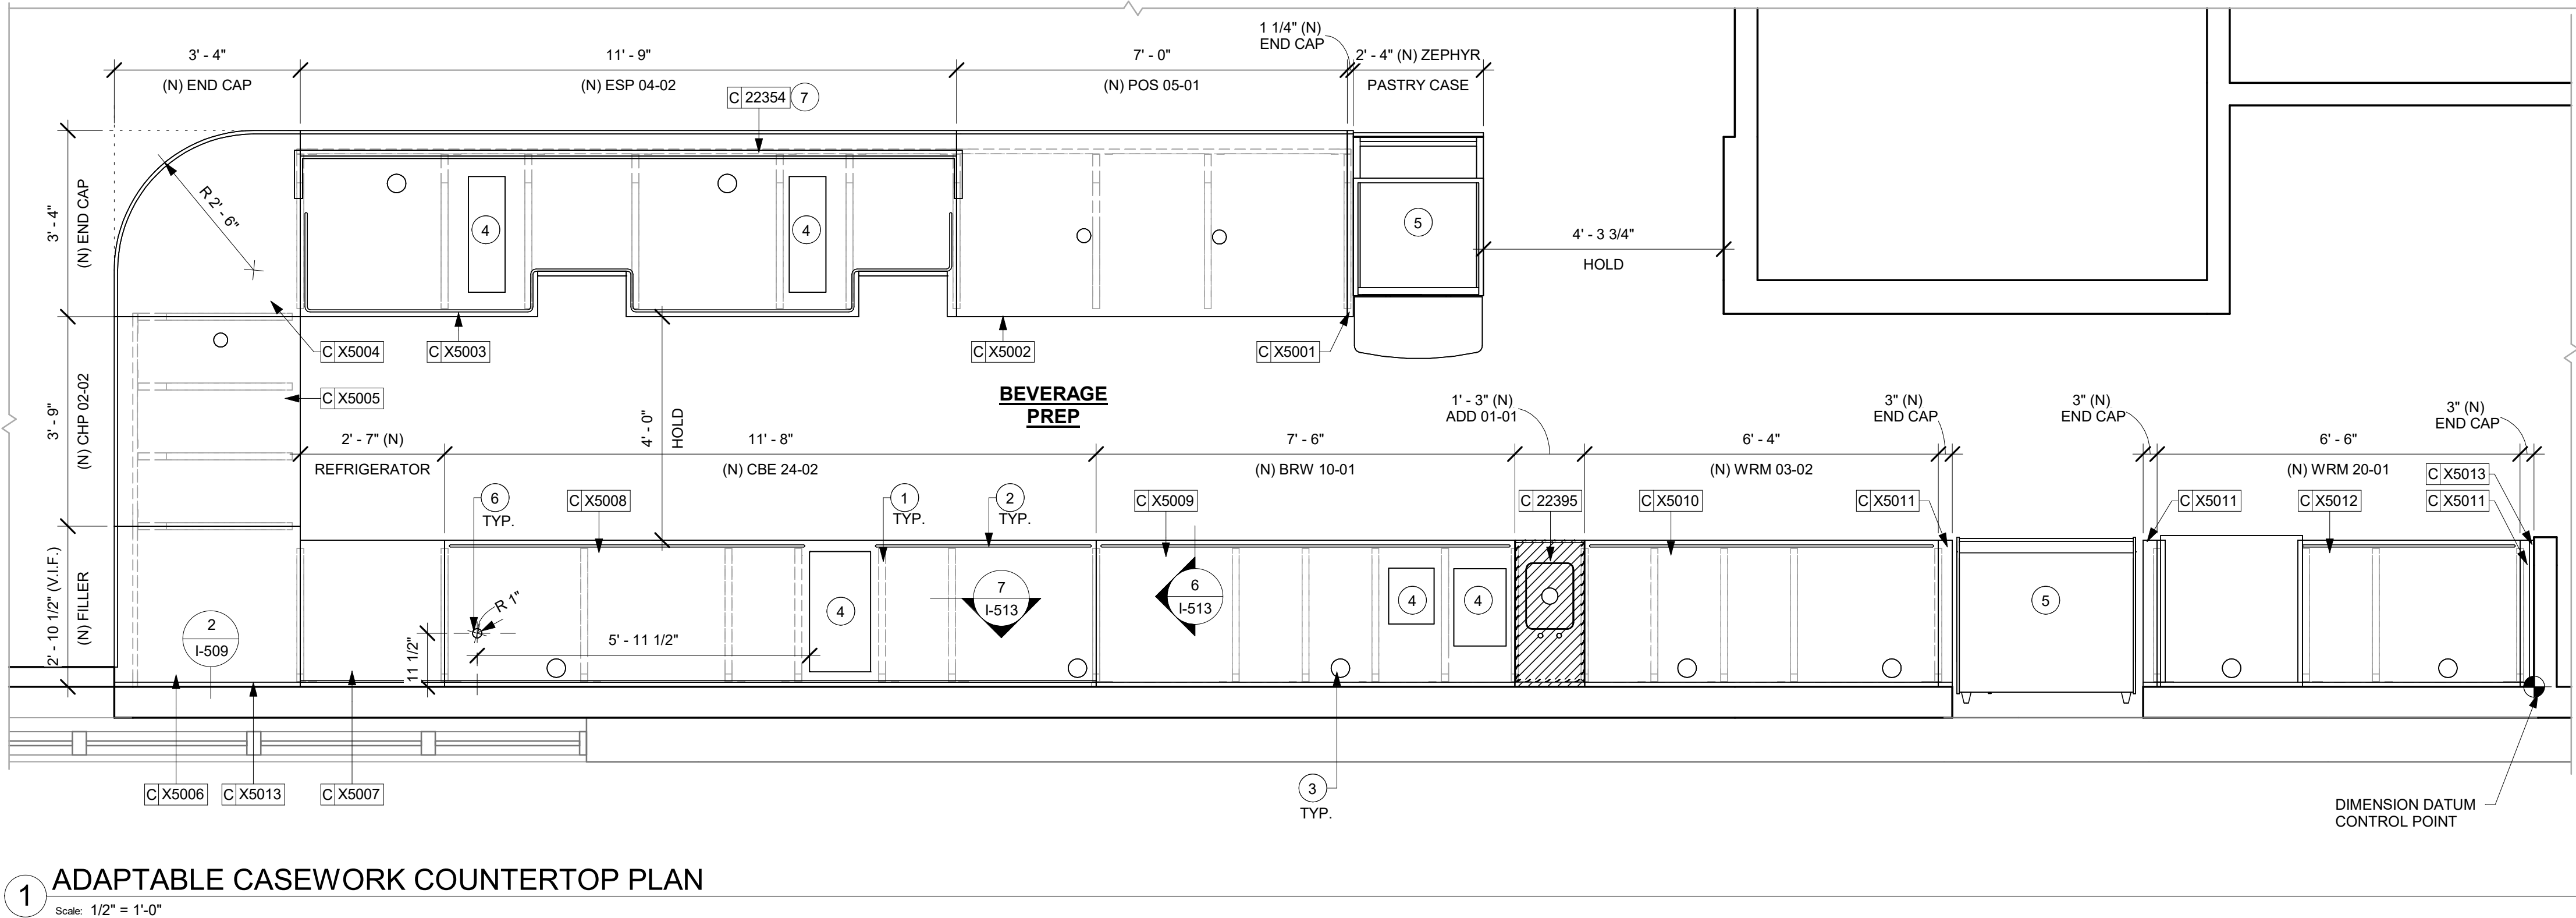 1 1/4" (N)
END CAP
3' - 4"
(N) END CAP
11' - 9"
(N) ESP 04-02
7' - 0"
(N) POS 05-01
2' - 4" (N) ZEPHYR
PASTRY CASE
C 22354 7
3' - 4"
(N) END CAP
R 2' - 6"
4
4
5
4' - 3 3/4"
HOLD
C X5004
C X5003
C X5002
C X5001
3' - 9"
(N) CHP 02-02
C X5005
BEVERAGE
PREP
4' - 0"
HOLD
1' - 3" (N)
ADD 01-01
3" (N)
END CAP
3" (N)
END CAP
3" (N)
END CAP
2' - 7" (N)
REFRIGERATOR
11' - 8"
(N) CBE 24-02
7' - 6"
(N) BRW 10-01
6' - 4"
(N) WRM 03-02
6' - 6"
(N) WRM 20-01
C X5013
6
TYP.
C X5008
1
TYP.
2
TYP.
C X5009
C 22395
C X5010
C X5011
C X5011
C X5012
C X5011
2' - 10 1/2" (V.I.F.)
(N) FILLER
2
I-509
R 1"
11 1/2"
5' - 11 1/2"
4
7
I-513
6
I-513
4
4
5
C X5006
C X5013
C X5007
3
TYP.
DIMENSION DATUM
CONTROL POINT
1
ADAPTABLE CASEWORK COUNTERTOP PLAN
Scale: 1/2" = 1'-0"